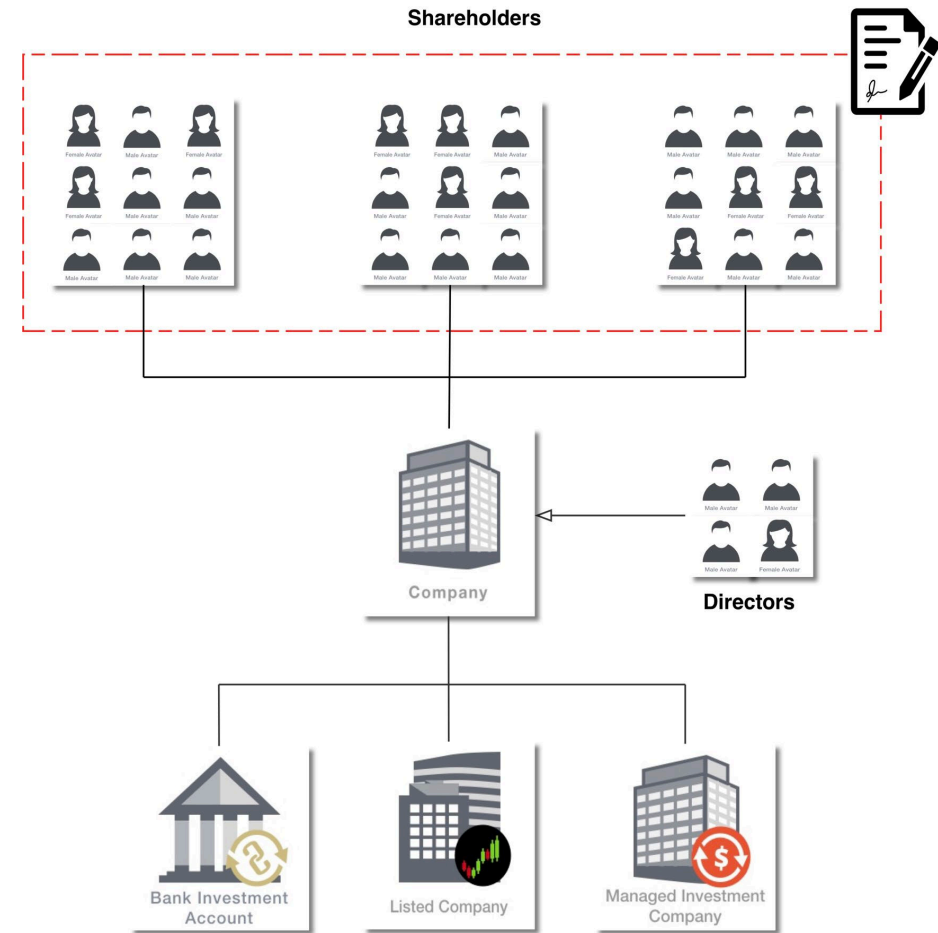 Shareholders
Female Avatar Male Avatar Female Avatar
Female Avatar Male Avatar Male Avatar
Male Avatar Male Avatar Male Avatar
Female Avatar Female Avatar Male Avatar
Male Avatar Female Avatar Male Avatar
Male Avatar Male Avatar Male Avatar
Male Avatar Male Avatar Male Avatar
Male Avatar Female Avatar Female Avatar
Female Avatar Male Avatar Male Avatar
Company
Male Avatar Male Avatar
Male Avatar Female Avatar
Directors
Bank Investment
Account
Listed Company
Managed Investment
Company